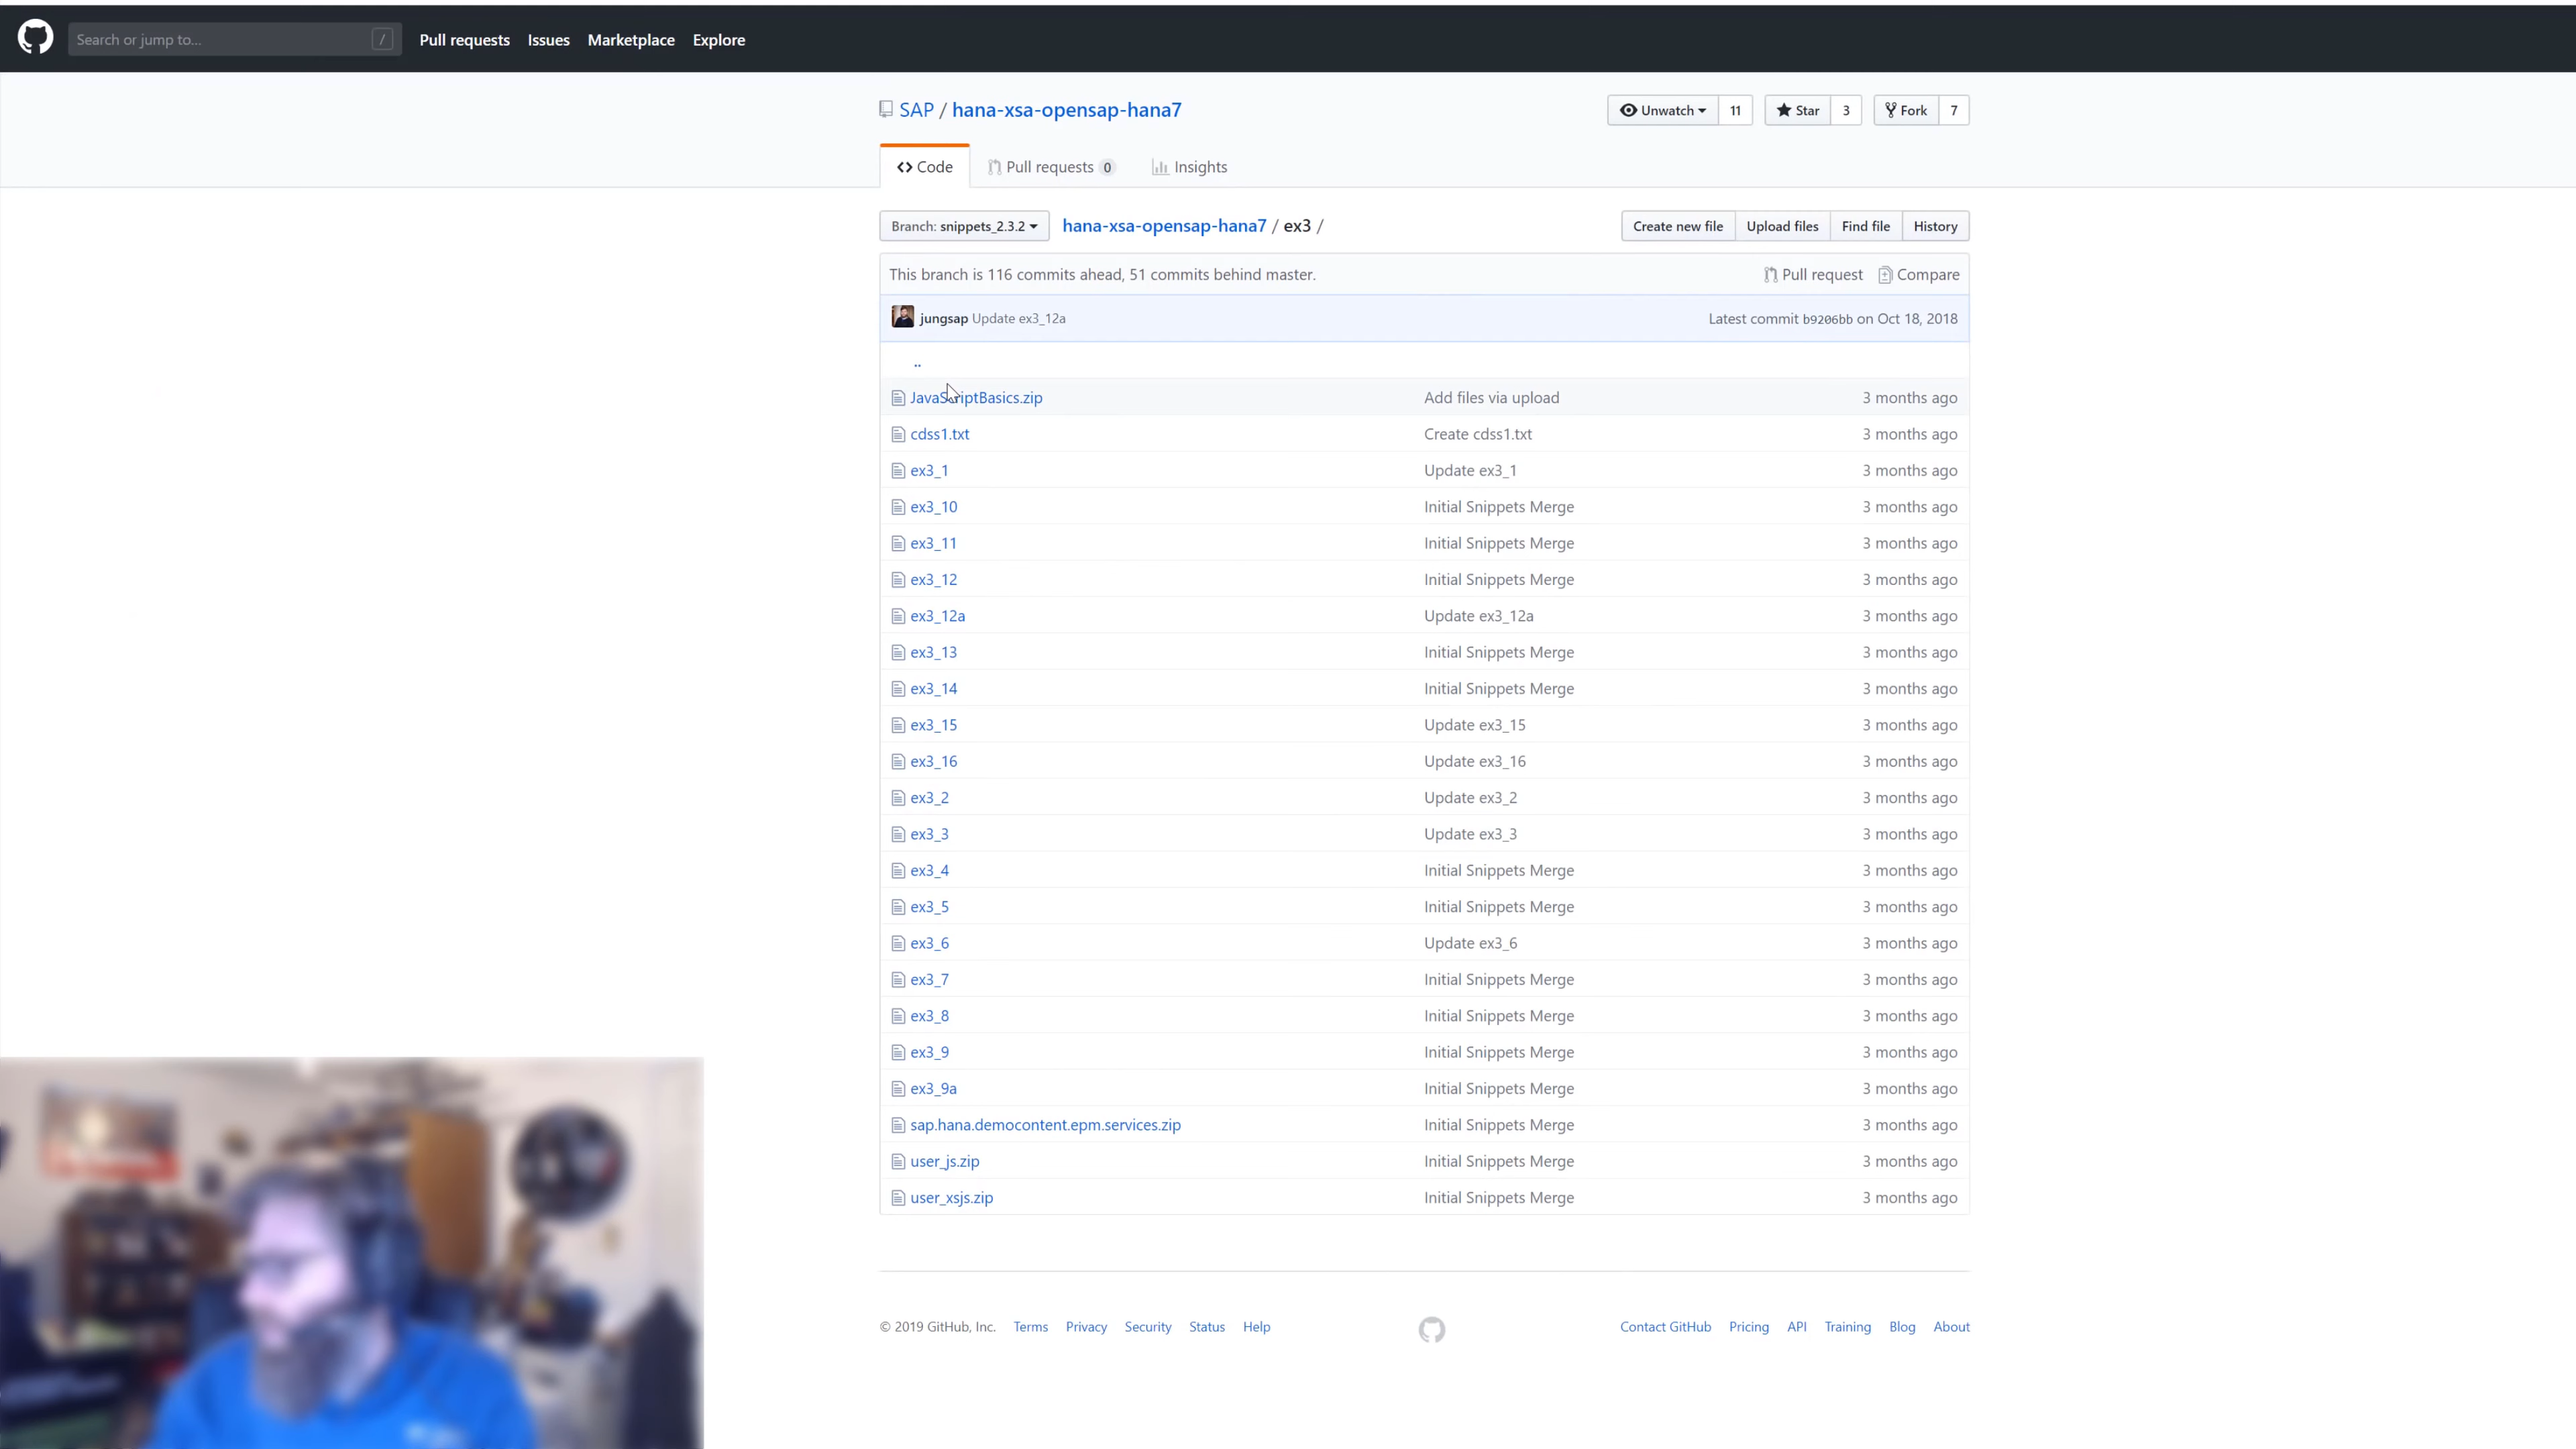 Search or jump to... / Pull requests Issues Marketplace Explore
SAP / hana-xsa-opensap-hana7 Unwatch 11 Star 3 Fork 7
Code Pull requests 0 Insights
Branch: snippets_2.3.2 hana-xsa-opensap-hana7 / ex3 / Create new file Upload files Find file History
This branch is 116 commits ahead, 51 commits behind master. Pull request Compare
jungsap Update ex3_12a Latest commit b9206bb on Oct 18, 2018
..
JavaScriptBasics.zip Add files via upload 3 months ago
cdss1.txt Create cdss1.txt 3 months ago
ex3_1 Update ex3_1 3 months ago
ex3_10 Initial Snippets Merge 3 months ago
ex3_11 Initial Snippets Merge 3 months ago
ex3_12 Initial Snippets Merge 3 months ago
ex3_12a Update ex3_12a 3 months ago
ex3_13 Initial Snippets Merge 3 months ago
ex3_14 Initial Snippets Merge 3 months ago
ex3_15 Update ex3_15 3 months ago
ex3_16 Update ex3_16 3 months ago
ex3_2 Update ex3_2 3 months ago
ex3_3 Update ex3_3 3 months ago
ex3_4 Initial Snippets Merge 3 months ago
ex3_5 Initial Snippets Merge 3 months ago
ex3_6 Update ex3_6 3 months ago
ex3_7 Initial Snippets Merge 3 months ago
ex3_8 Initial Snippets Merge 3 months ago
ex3_9 Initial Snippets Merge 3 months ago
ex3_9a Initial Snippets Merge 3 months ago
sap.hana.democontent.epm.services.zip Initial Snippets Merge 3 months ago
user_js.zip Initial Snippets Merge 3 months ago
user_xsjs.zip Initial Snippets Merge 3 months ago
© 2019 GitHub, Inc. Terms Privacy Security Status Help Contact GitHub Pricing API Training Blog About